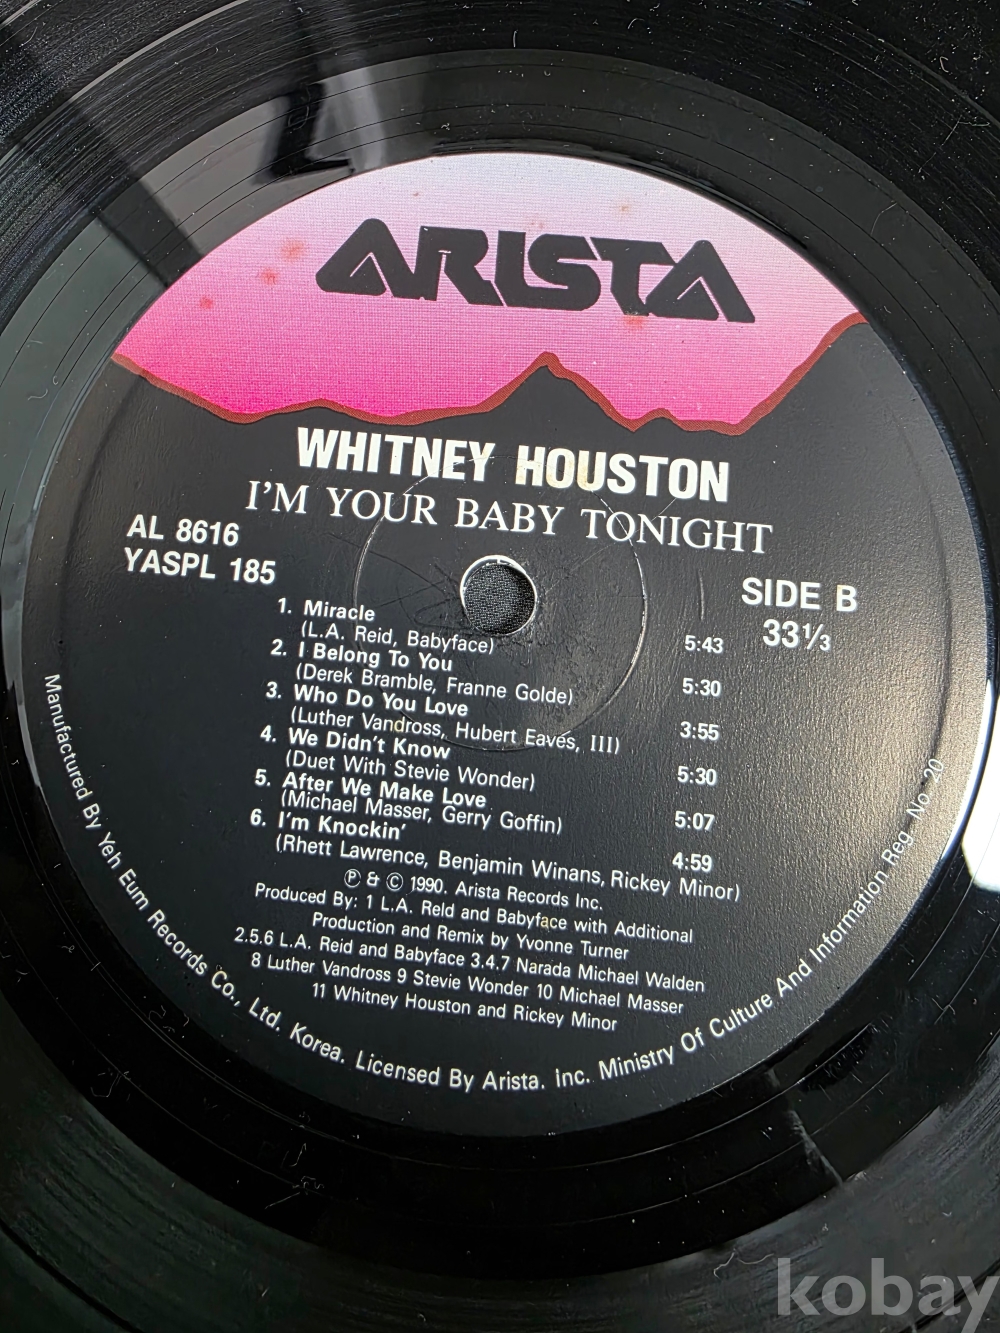 ARISTA
WHITNEY HOUSTON
I'M YOUR BABY TONIGHT
AL 8616
YASPL 185
SIDE B
33⅓
1. Miracle 5:43
(L.A. Reid, Babyface)
2. I Belong To You 5:30
(Derek Bramble, Franne Golde)
3. Who Do You Love 3:55
(Luther Vandross, Hubert Eaves, III)
4. We Didn't Know 5:30
(Duet With Stevie Wonder)
5. After We Make Love 5:07
(Michael Masser, Gerry Goffin)
6. I'm Knockin' 4:59
(Rhett Lawrence, Benjamin Winans, Rickey Minor)
Ⓟ & © 1990. Arista Records Inc.
Produced By: 1 L.A. Reld and Babyface with Additional
Production and Remix by Yvonne Turner
2.5.6 L.A. Reid and Babyface 3.4.7 Narada Michael Walden
8 Luther Vandross 9 Stevie Wonder 10 Michael Masser
11 Whitney Houston and Rickey Minor
Manufactured By Yeh Eum Records Co., Ltd. Korea. Licensed By Arista. inc. Ministry Of Culture And Information Reg. No. 20
kobay